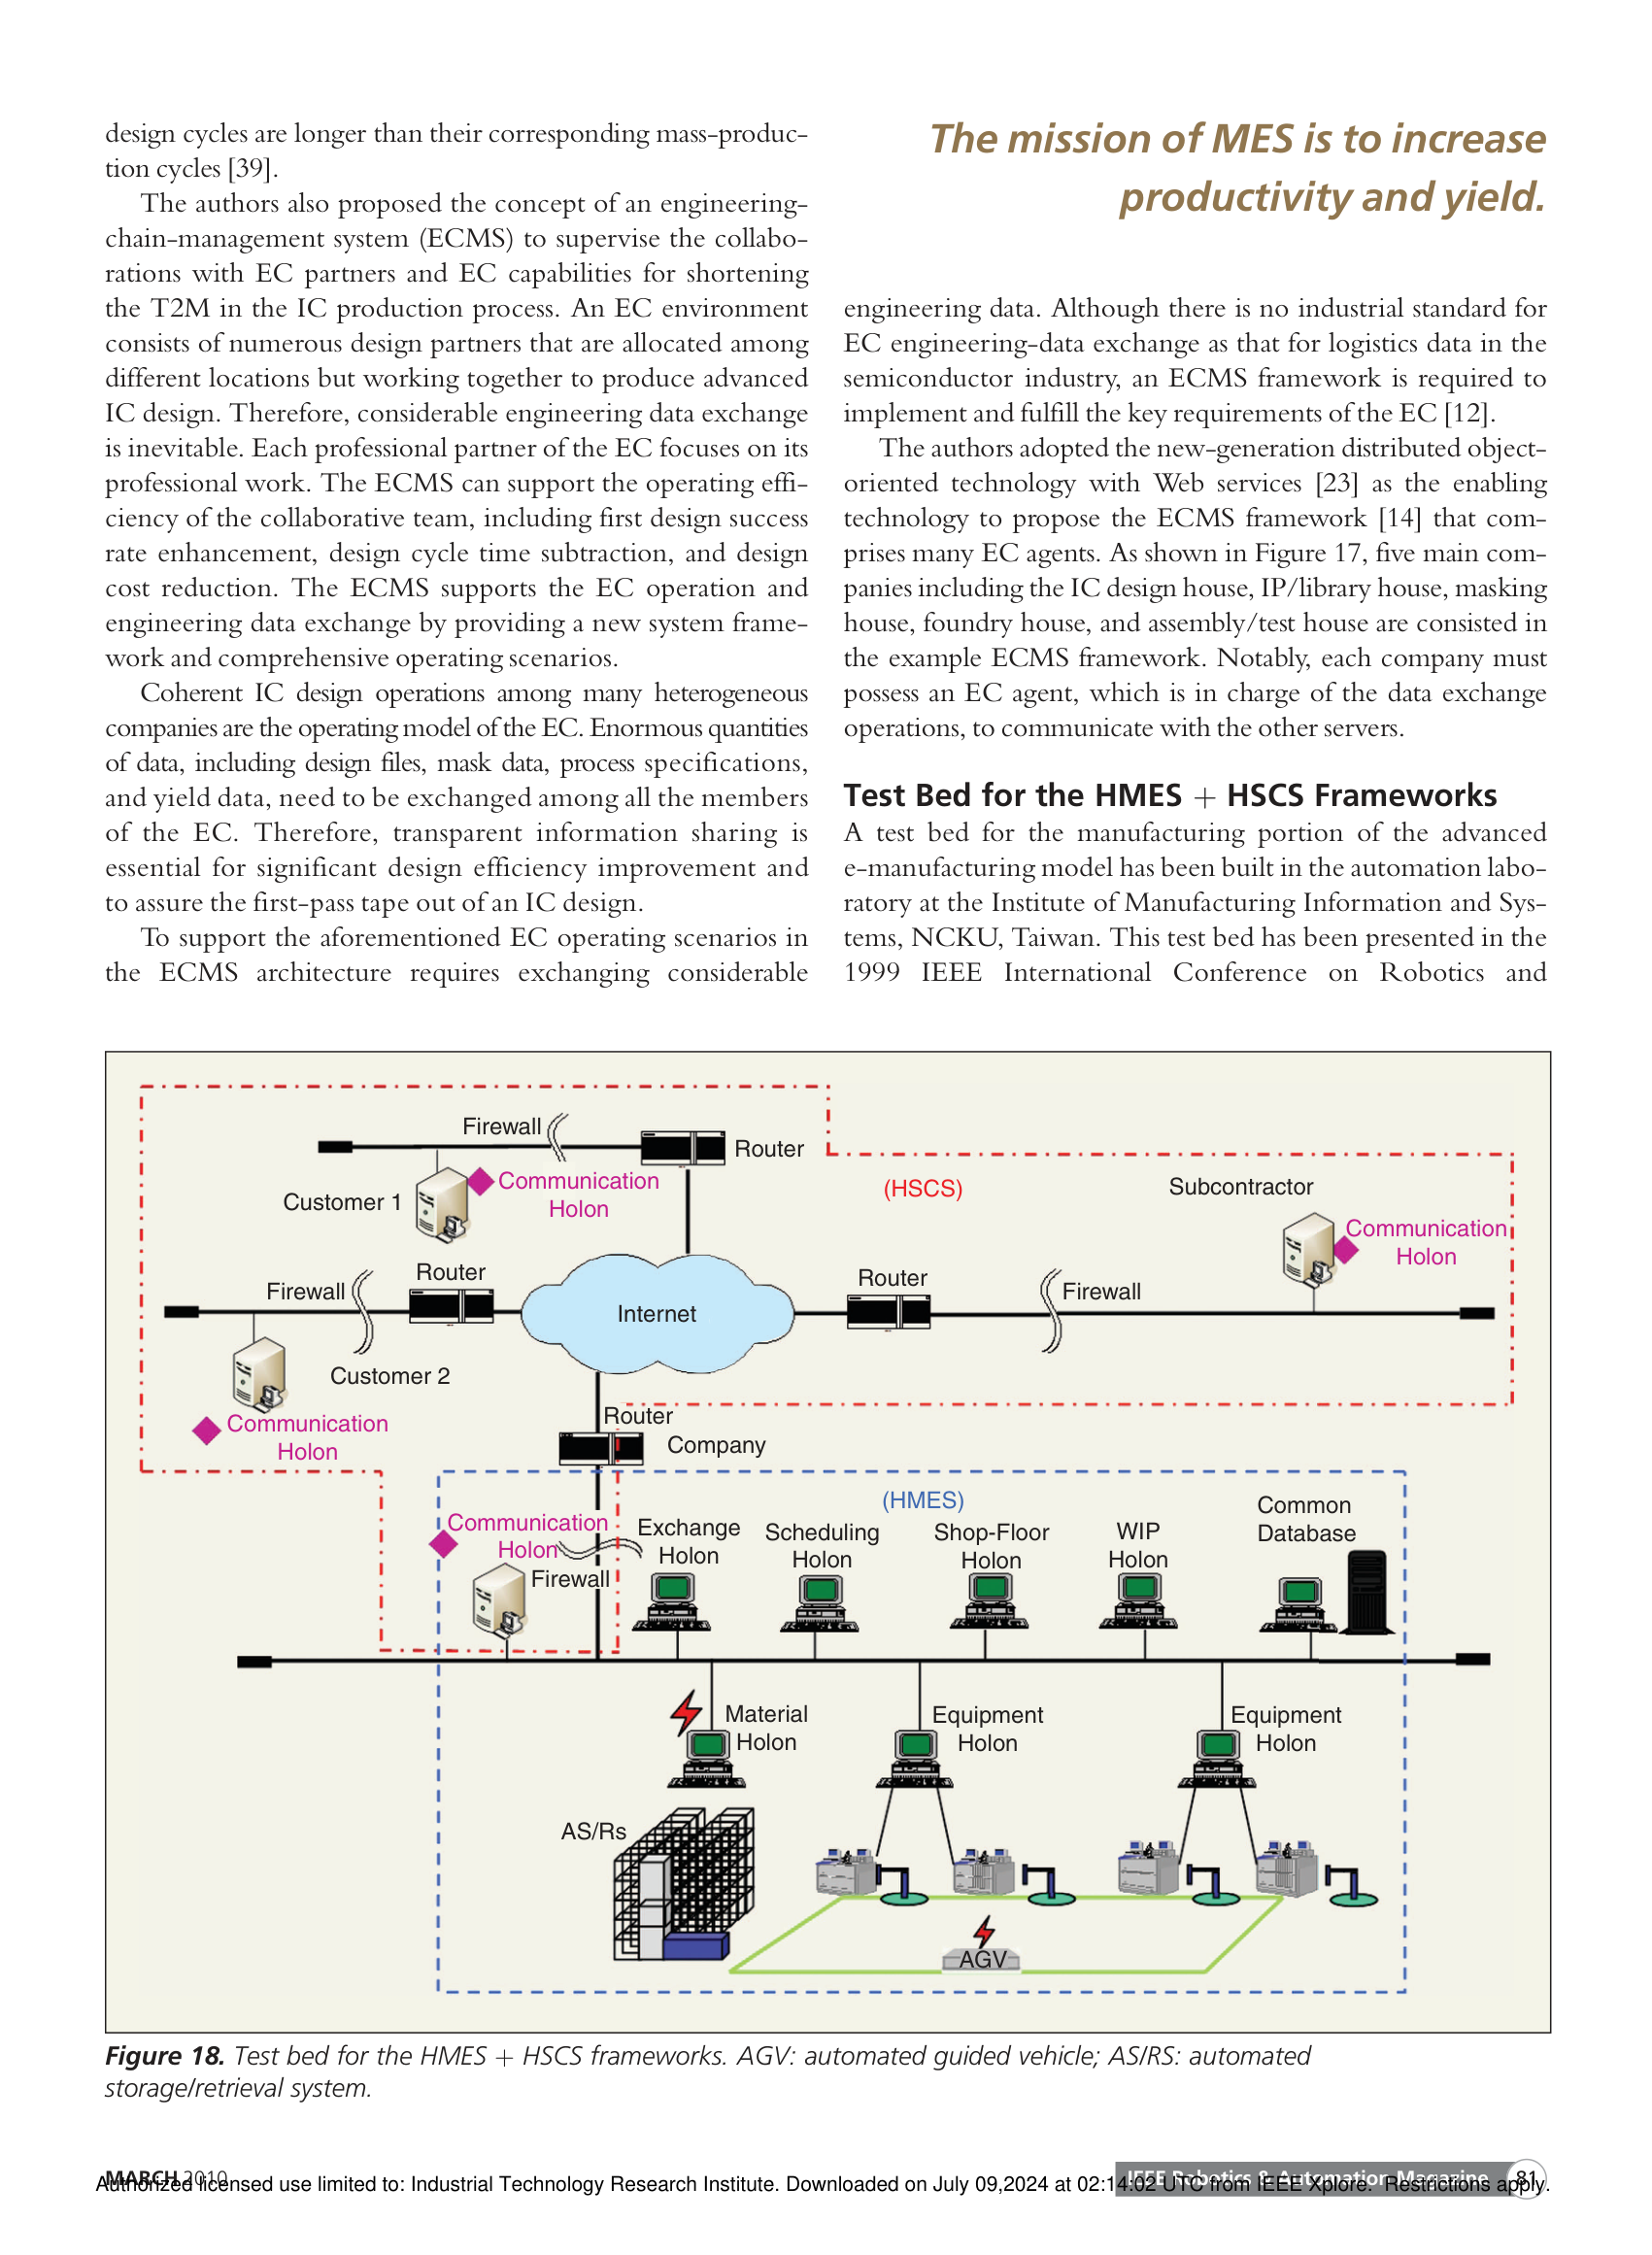 design cycles are longer than their corresponding mass-produc-
tion cycles [39].
The authors also proposed the concept of an engineering-
chain-management system (ECMS) to supervise the collabo-
rations with EC partners and EC capabilities for shortening
the T2M in the IC production process. An EC environment
consists of numerous design partners that are allocated among
different locations but working together to produce advanced
IC design. Therefore, considerable engineering data exchange
is inevitable. Each professional partner of the EC focuses on its
professional work. The ECMS can support the operating effi-
ciency of the collaborative team, including first design success
rate enhancement, design cycle time subtraction, and design
cost reduction. The ECMS supports the EC operation and
engineering data exchange by providing a new system frame-
work and comprehensive operating scenarios.
Coherent IC design operations among many heterogeneous
companies are the operating model of the EC. Enormous quantities
of data, including design files, mask data, process specifications,
and yield data, need to be exchanged among all the members
of the EC. Therefore, transparent information sharing is
essential for significant design efficiency improvement and
to assure the first-pass tape out of an IC design.
To support the aforementioned EC operating scenarios in
the ECMS architecture requires exchanging considerable
The mission of MES is to increase
productivity and yield.
engineering data. Although there is no industrial standard for
EC engineering-data exchange as that for logistics data in the
semiconductor industry, an ECMS framework is required to
implement and fulfill the key requirements of the EC [12].
The authors adopted the new-generation distributed object-
oriented technology with Web services [23] as the enabling
technology to propose the ECMS framework [14] that com-
prises many EC agents. As shown in Figure 17, five main com-
panies including the IC design house, IP/library house, masking
house, foundry house, and assembly/test house are consisted in
the example ECMS framework. Notably, each company must
possess an EC agent, which is in charge of the data exchange
operations, to communicate with the other servers.
Test Bed for the HMES + HSCS Frameworks
A test bed for the manufacturing portion of the advanced
e-manufacturing model has been built in the automation labo-
ratory at the Institute of Manufacturing Information and Sys-
tems, NCKU, Taiwan. This test bed has been presented in the
1999 IEEE International Conference on Robotics and
Firewall
Router
Communication
Holon
Customer 1
(HSCS)
Subcontractor
Communication
Holon
Firewall
Router
Internet
Router
Firewall
Customer 2
Communication
Holon
Router
Company
(HMES)
Communication
Holon
Firewall
Exchange
Holon
Scheduling
Holon
Shop-Floor
Holon
WIP
Holon
Common
Database
Material
Holon
Equipment
Holon
Equipment
Holon
AS/Rs
AGV
Figure 18. Test bed for the HMES + HSCS frameworks. AGV: automated guided vehicle; AS/RS: automated
storage/retrieval system.
MARCH 2010
IEEE Robotics & Automation Magazine 81
Authorized licensed use limited to: Industrial Technology Research Institute. Downloaded on July 09,2024 at 02:14:02 UTC from IEEE Xplore. Restrictions apply.